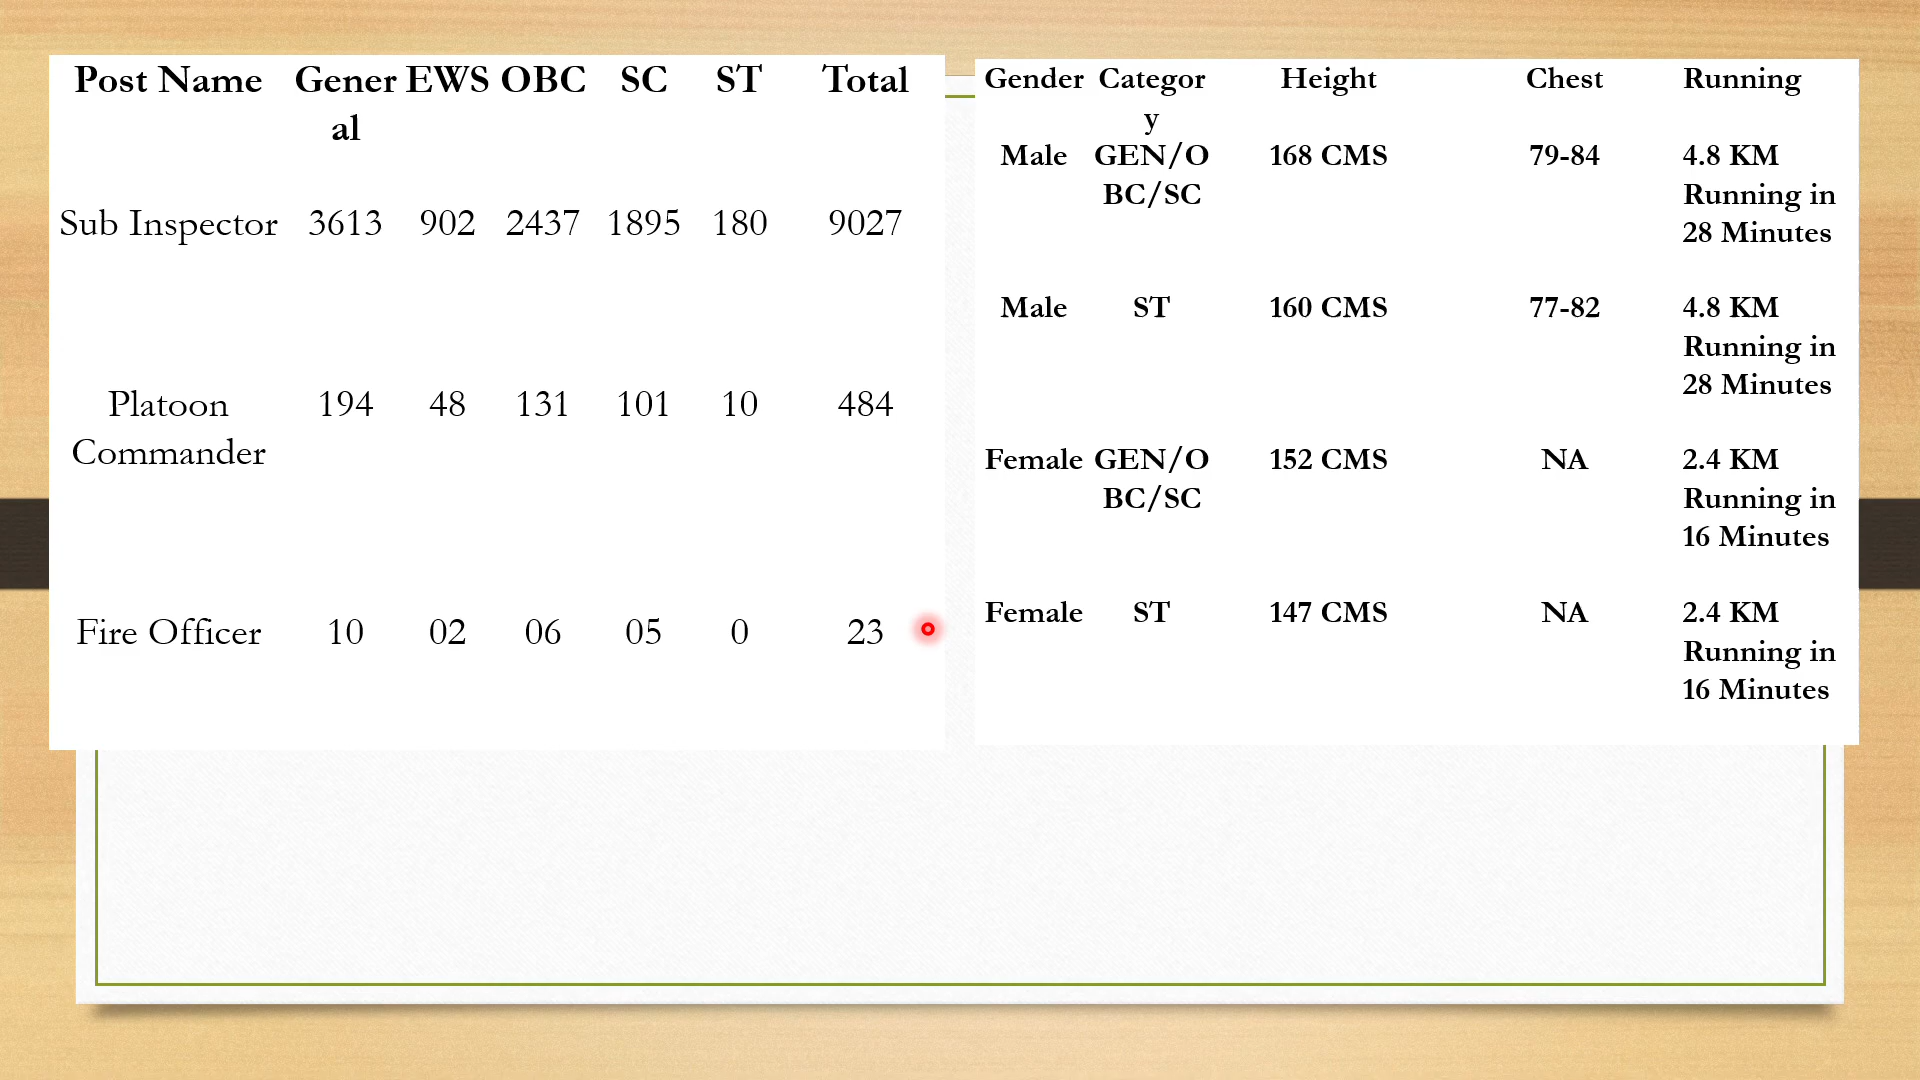 Post Name General EWS OBC SC ST Total
Sub Inspector 3613 902 2437 1895 180 9027
Platoon Commander 194 48 131 101 10 484
Fire Officer 10 02 06 05 0 23
Gender Category Height Chest Running
Male GEN/OBC/SC 168 CMS 79-84 4.8 KM Running in 28 Minutes
Male ST 160 CMS 77-82 4.8 KM Running in 28 Minutes
Female GEN/OBC/SC 152 CMS NA 2.4 KM Running in 16 Minutes
Female ST 147 CMS NA 2.4 KM Running in 16 Minutes